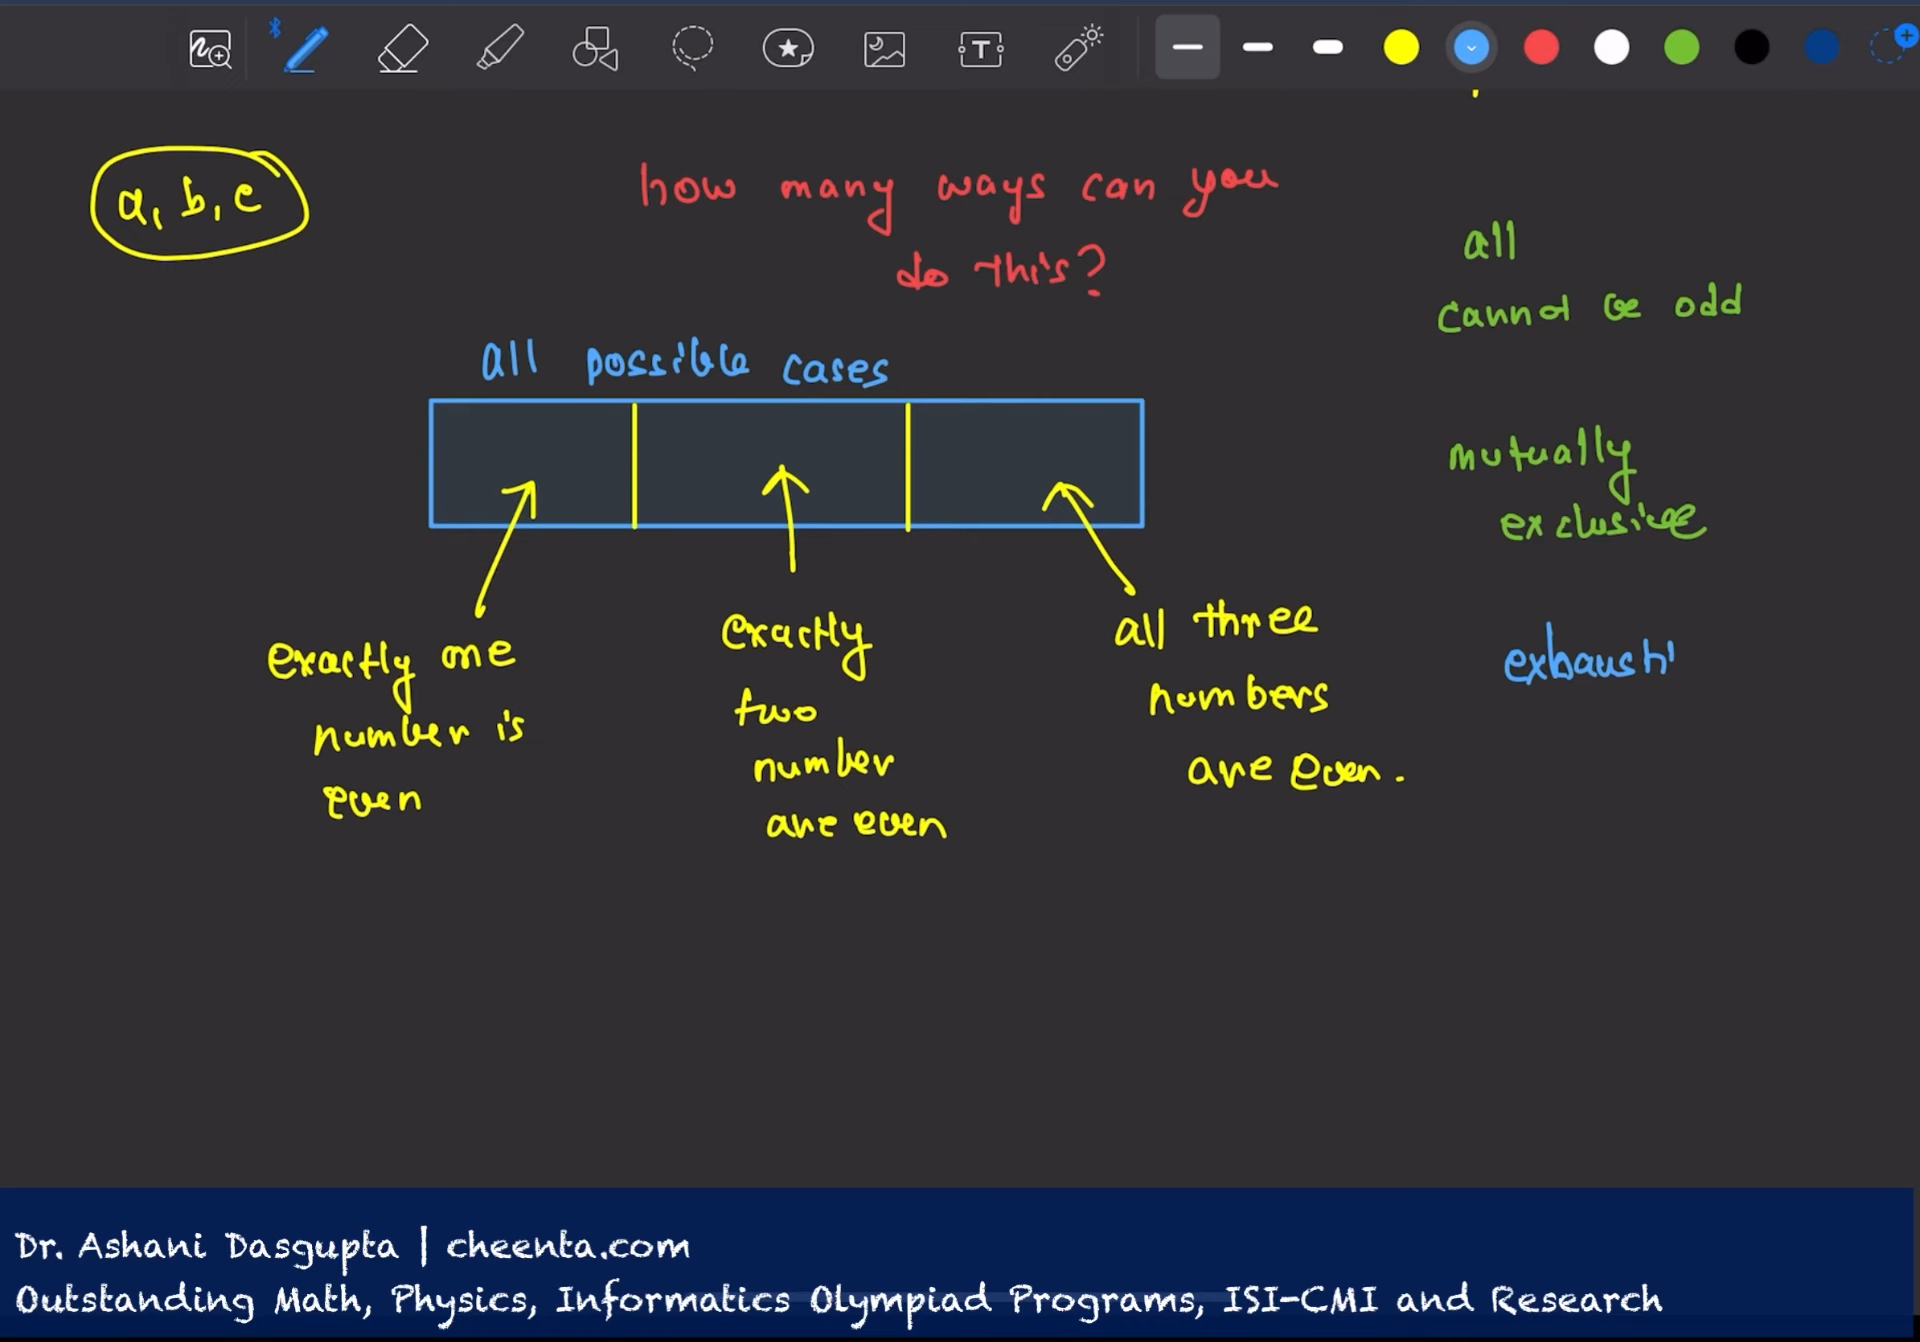 a, b, c
how many ways can you
do this?
all possible cases
exactly one
number is
even
exactly
two
number
are even
all three
numbers
are even.
all
cannot be odd
mutually
exclusive
exhausti
Dr. Ashani Dasgupta | cheenta.com
Outstanding Math, Physics, Informatics Olympiad Programs, ISI-CMI and Research